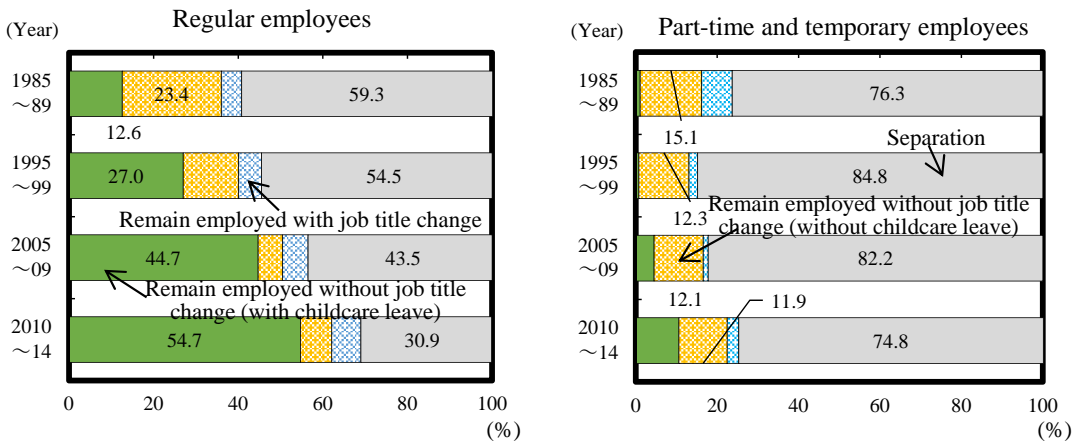 Regular employees
(Year)
1985
～89
23.4
59.3
12.6
1995
～99
27.0
54.5
Remain employed with job title change
2005
～09
44.7
43.5
Remain employed without job title
change (with childcare leave)
2010
～14
54.7
30.9
0 20 40 60 80 100
(%)
Part-time and temporary employees
(Year)
1985
～89
76.3
15.1
Separation
1995
～99
84.8
12.3
Remain employed without job title
change (without childcare leave)
2005
～09
82.2
12.1
11.9
2010
～14
74.8
0 20 40 60 80 100
(%)